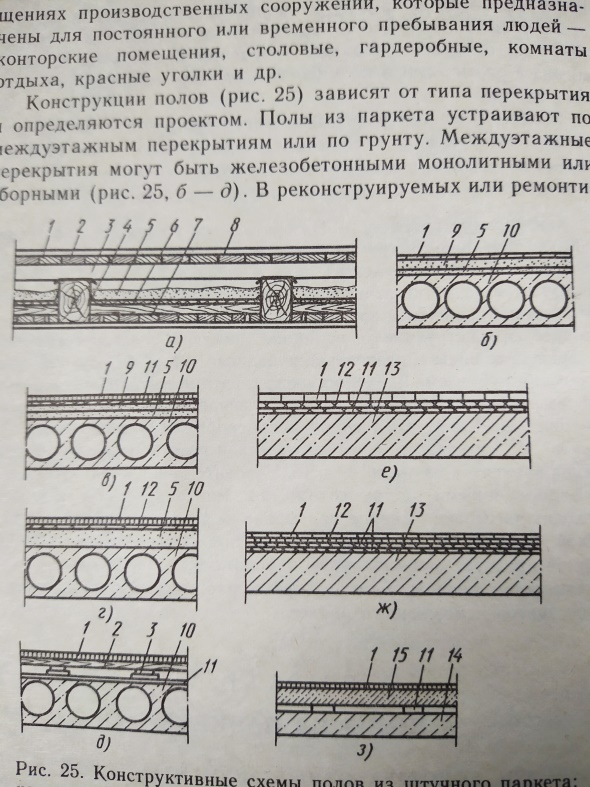 щениях производственных сооружений, которые предназна-
чены для постоянного или временного пребывания людей —
конторские помещения, столовые, гардеробные, комнаты
отдыха, красные уголки и др.
Конструкции полов (рис. 25) зависят от типа перекрытия
и определяются проектом. Полы из паркета устраивают по
междуэтажным перекрытиям или по грунту. Междуэтажные
перекрытия могут быть железобетонными монолитными или
сборными (рис. 25, б — д). В реконструируемых или ремонти-
1 2 3 4 5 6 7 8
а)
1 9 5 10
б)
1 9 11 5 10
в)
1 12 11 13
е)
1 12 5 10
г)
1 12 11 13
ж)
1 2 3 10
11
д)
1 15 11 14
з)
Рис. 25. Конструктивные схемы полов из штучного паркета: